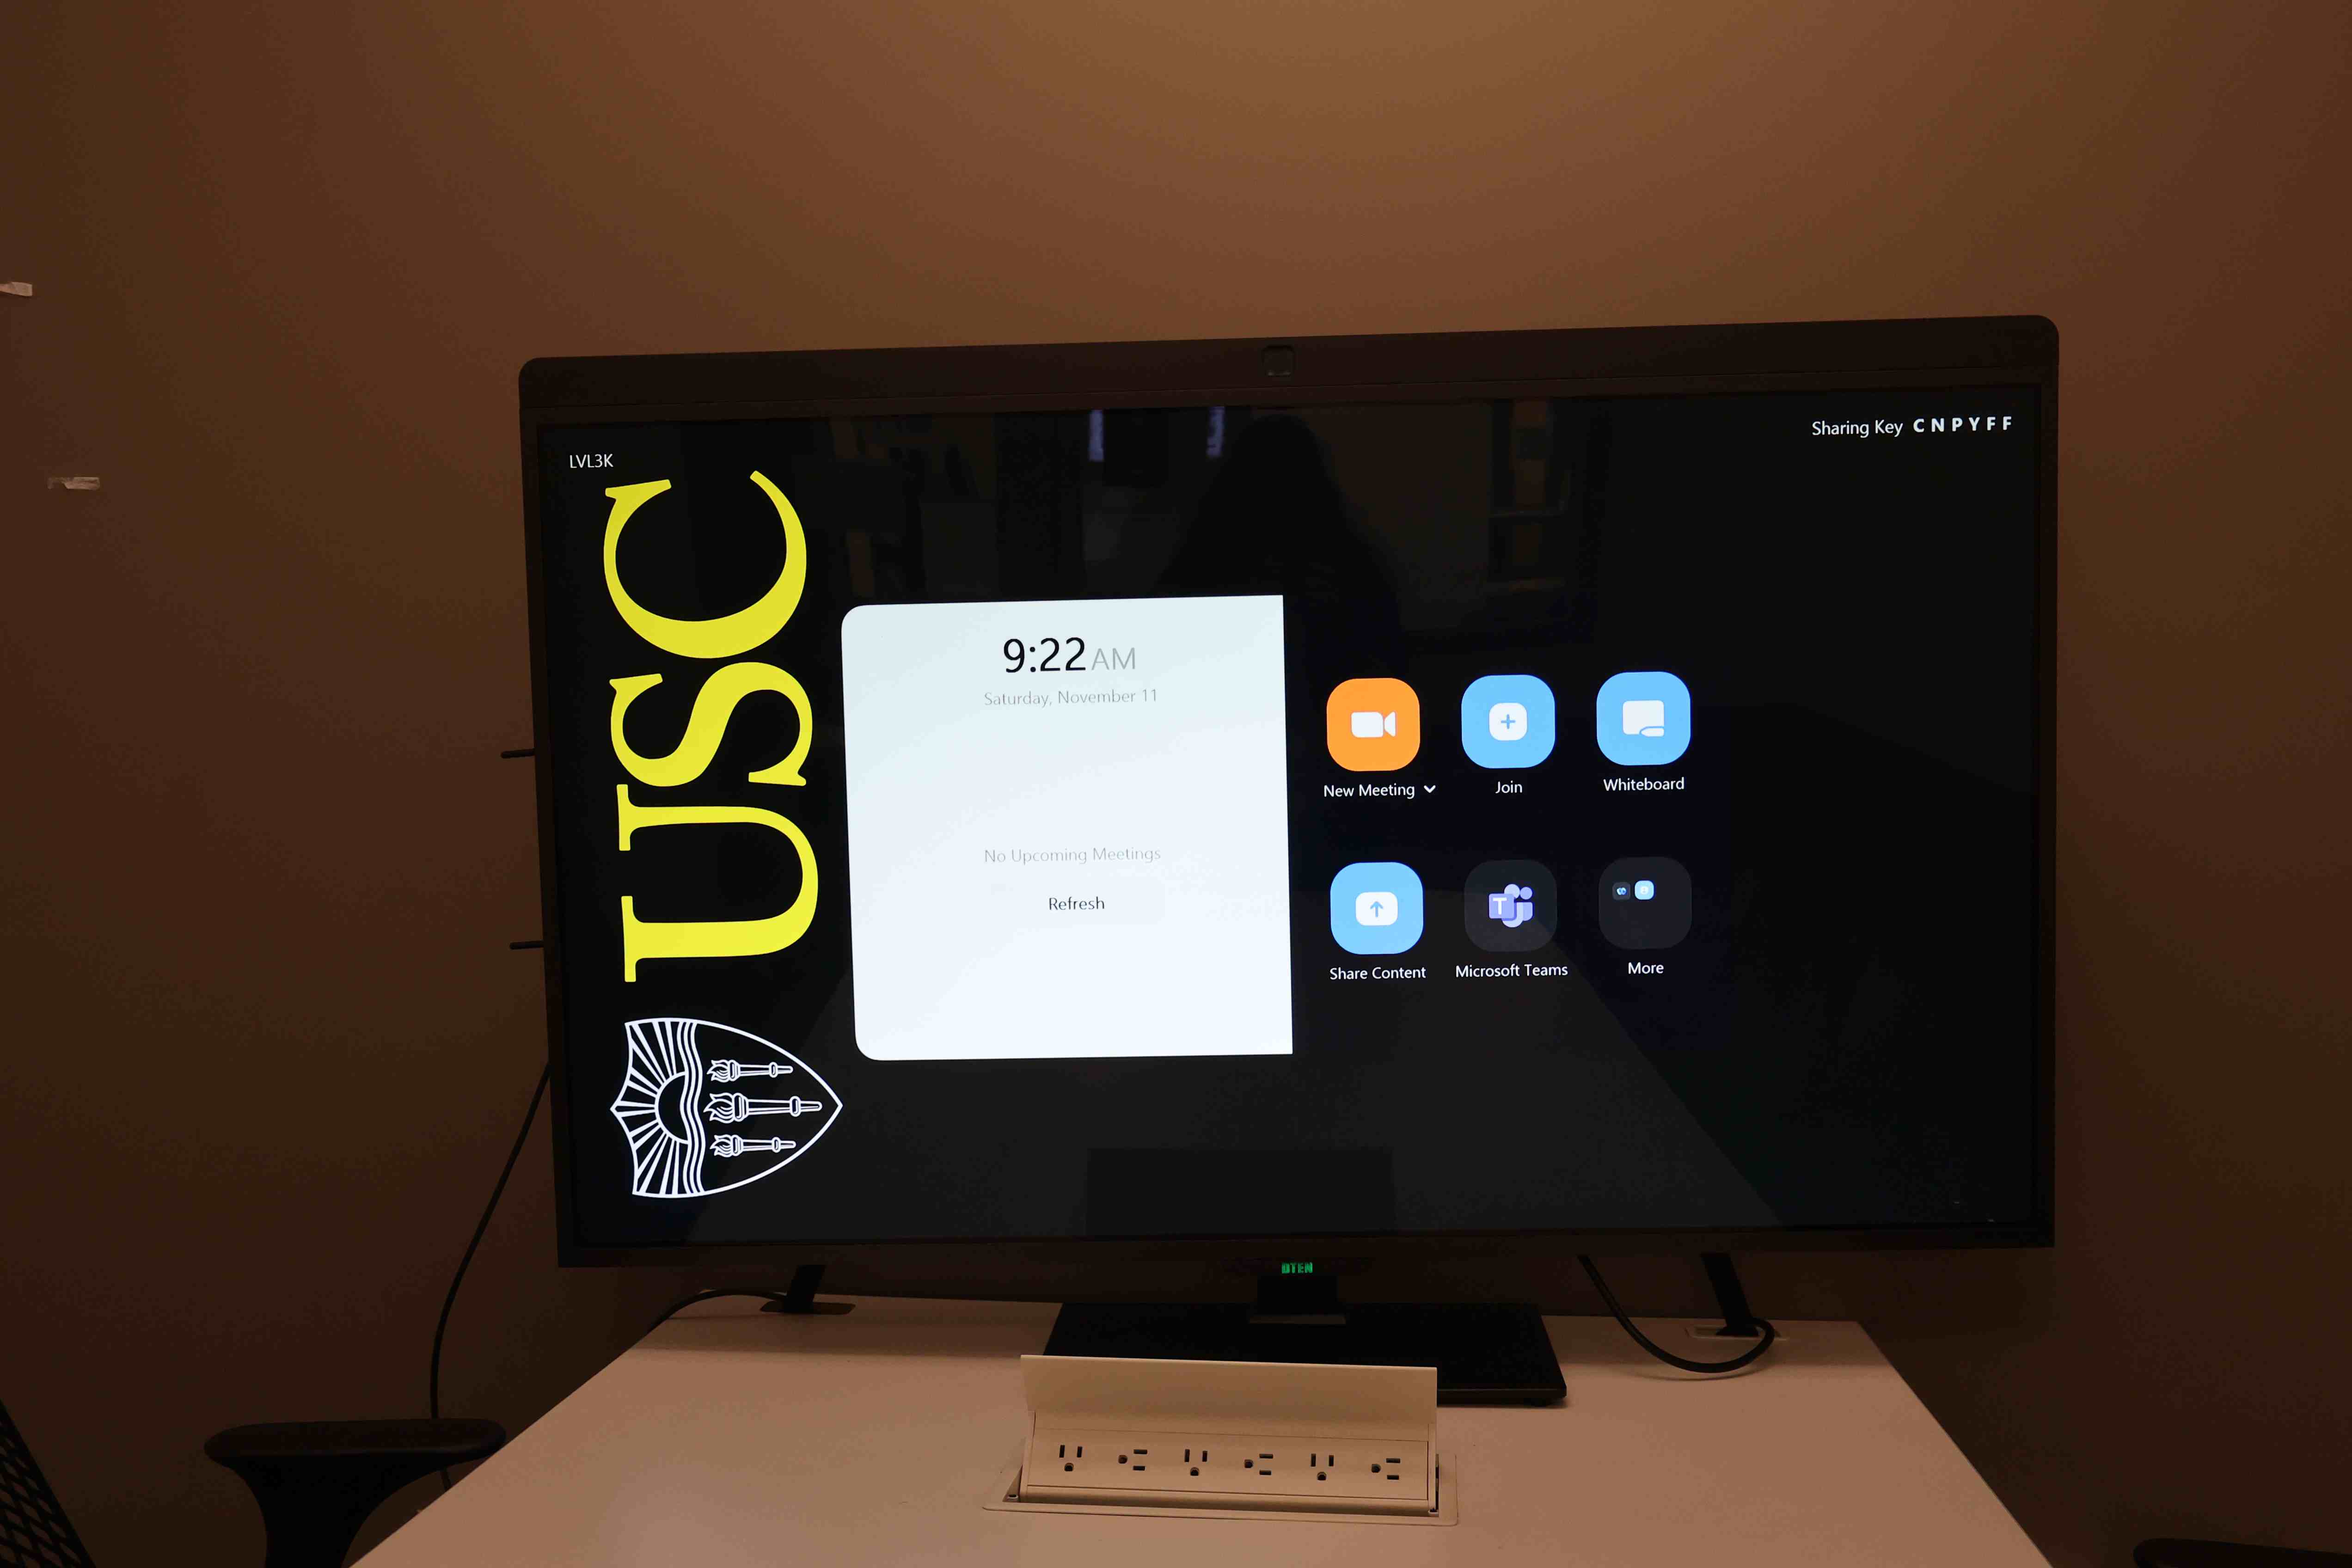 LVL3K
Sharing Key CNPYFF
USC
9:22 AM
Saturday, November 11
No Upcoming Meetings
Refresh
New Meeting
Join
Whiteboard
Share Content
T
Microsoft Teams
More
DTEN